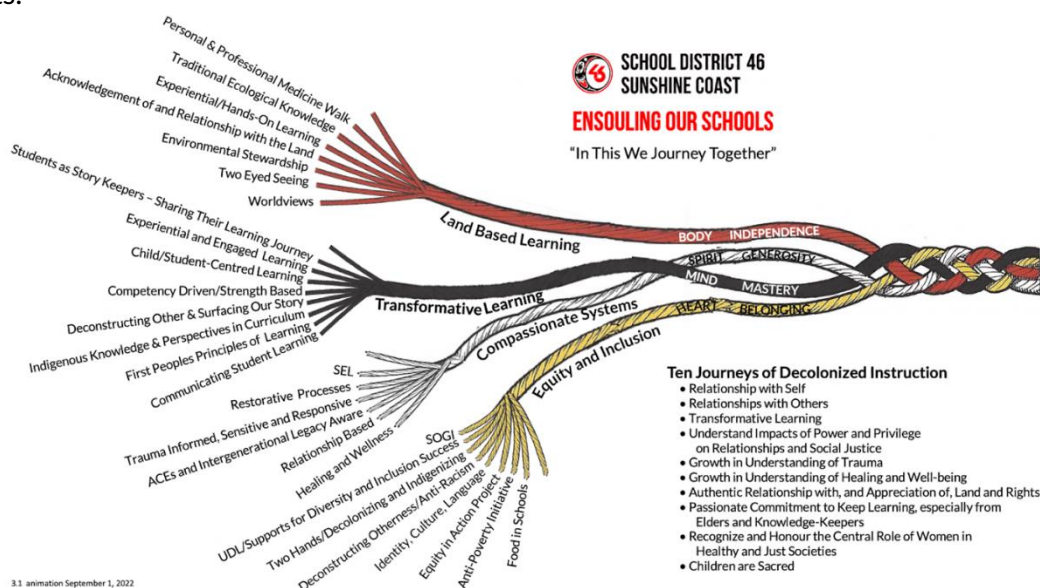 ts.
SCHOOL DISTRICT 46
SUNSHINE COAST
ENSOULING OUR SCHOOLS
“In This We Journey Together”
Personal & Professional Medicine Walk
Traditional Ecological Knowledge
Experiential/Hands-On Learning
Acknowledgement of and Relationship with the Land
Environmental Stewardship
Two Eyed Seeing
Worldviews
Land Based Learning
BODY INDEPENDENCE
Students as Story Keepers – Sharing Their Learning Journey
Experiential and Engaged Learning
Child/Student-Centred Learning
Competency Driven/Strength Based
Deconstructing Other & Surfacing Our Story
Indigenous Knowledge & Perspectives in Curriculum
First Peoples Principles of Learning
Communicating Student Learning
Transformative Learning
MIND MASTERY
SEL
Restorative Processes
Trauma Informed, Sensitive and Responsive
ACEs and Intergenerational Legacy Aware
Relationship Based
Healing and Wellness
Compassionate Systems
SPIRIT GENEROSITY
SOGI
UDL/Supports for Diversity and Inclusion Success
Two Hands/Decolonizing and Indigenizing
Deconstructing Otherness/Anti-Racism
Identity, Culture, Language
Equity in Action Project
Anti-Poverty Initiative
Food in Schools
Equity and Inclusion
HEART BELONGING
Ten Journeys of Decolonized Instruction
• Relationship with Self
• Relationships with Others
• Transformative Learning
• Understand Impacts of Power and Privilege
on Relationships and Social Justice
• Growth in Understanding of Trauma
• Growth in Understanding of Healing and Well-being
• Authentic Relationship with, and Appreciation of, Land and Rights
• Passionate Commitment to Keep Learning, especially from
Elders and Knowledge-Keepers
• Recognize and Honour the Central Role of Women in
Healthy and Just Societies
• Children are Sacred
46
3.1 animation September 1, 2022